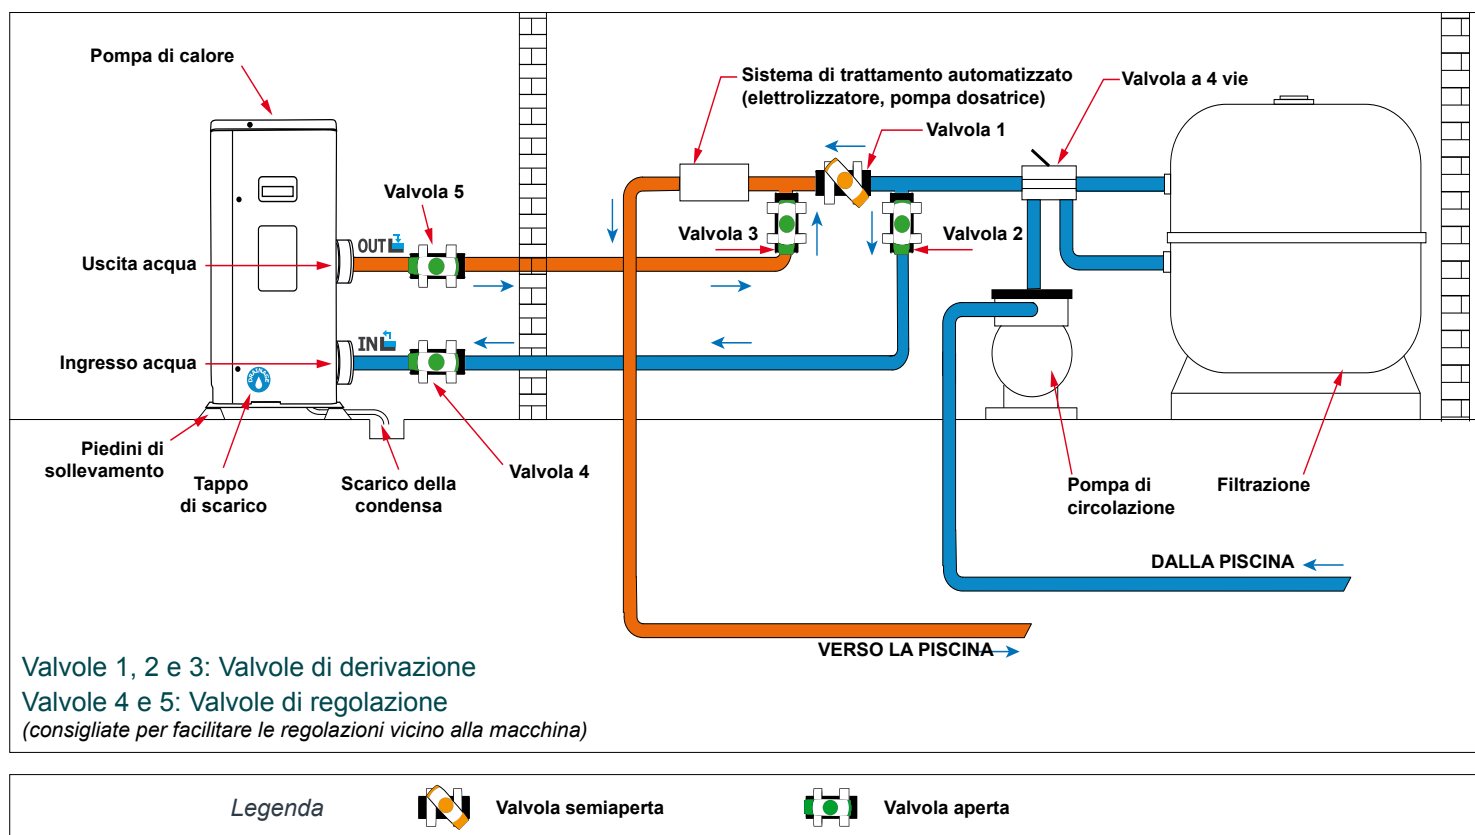 Pompa di calore
Sistema di trattamento automatizzato
(elettrolizzatore, pompa dosatrice)
Valvola a 4 vie
Valvola 1
Valvola 5
Valvola 3
Valvola 2
OUT
Uscita acqua
IN
Ingresso acqua
Piedini di
sollevamento
Tappo
di scarico
Scarico della
condensa
Valvola 4
Pompa di
circolazione
Filtrazione
DALLA PISCINA
VERSO LA PISCINA
Valvole 1, 2 e 3: Valvole di derivazione
Valvole 4 e 5: Valvole di regolazione
(consigliate per facilitare le regolazioni vicino alla macchina)
Legenda
Valvola semiaperta
Valvola aperta